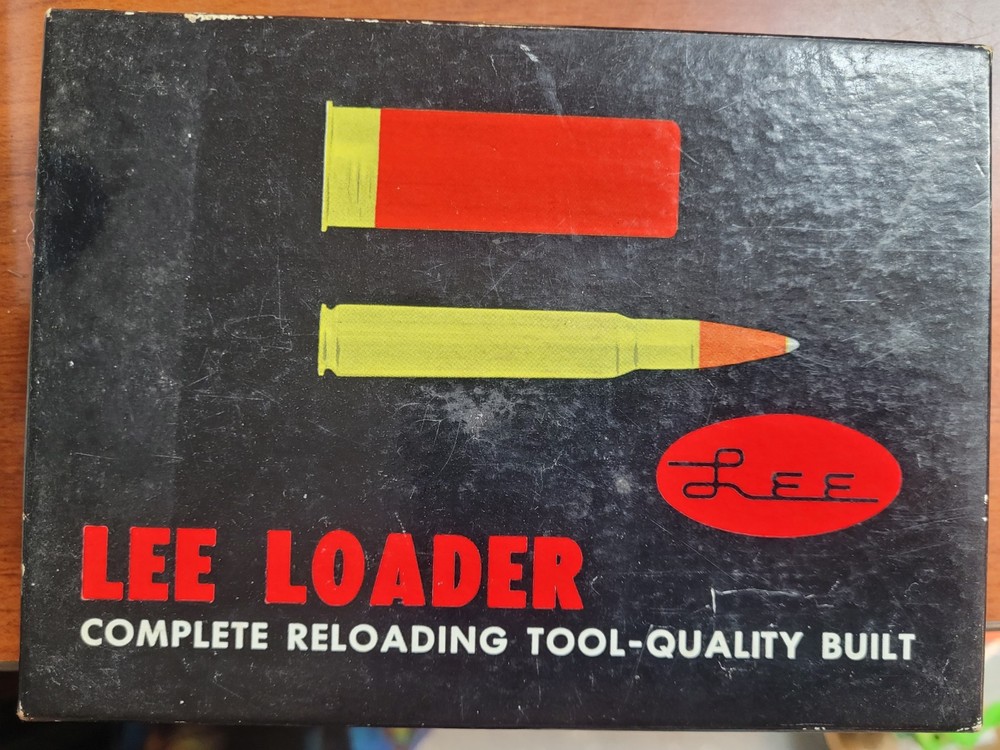 LEE
LEE LOADER
COMPLETE RELOADING TOOL-QUALITY BUILT